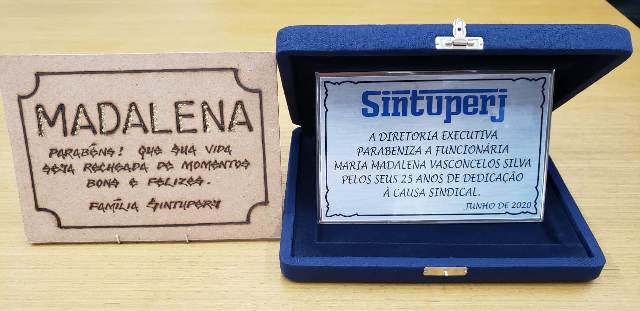 MADALENA
PARABÉNS! QUE SUA VIDA
SEJA RECHEADA DE MOMENTOS
BONS E FELIZES.
FAMÍLIA SINTUPERJ
Sintuperj
A DIRETORIA EXECUTIVA
PARABENIZA A FUNCIONÁRIA
MARIA MADALENA VASCONCELOS SILVA
PELOS SEUS 25 ANOS DE DEDICAÇÃO
À CAUSA SINDICAL.
JUNHO DE 2020